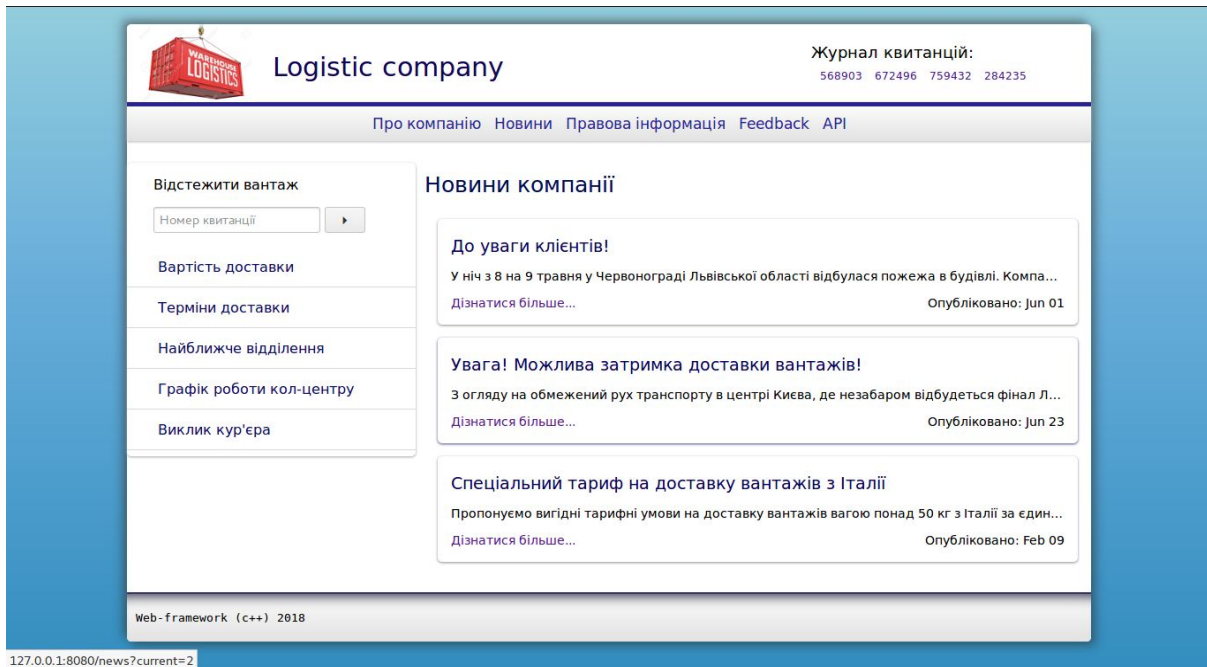 WAREHOUSE
LOGISTICS
Logistic company
Журнал квитанцій:
568903 672496 759432 284235
Про компанію Новини Правова інформація Feedback API
Відстежити вантаж
Номер квитанції
Вартість доставки
Терміни доставки
Найближче відділення
Графік роботи кол-центру
Виклик кур'єра
Новини компанії
До уваги клієнтів!
У ніч з 8 на 9 травня у Червонограді Львівської області відбулася пожежа в будівлі. Компа...
Дізнатися більше... Опубліковано: Jun 01
Увага! Можлива затримка доставки вантажів!
З огляду на обмежений рух транспорту в центрі Києва, де незабаром відбудеться фінал Л...
Дізнатися більше... Опубліковано: Jun 23
Спеціальний тариф на доставку вантажів з Італії
Пропонуємо вигідні тарифні умови на доставку вантажів вагою понад 50 кг з Італії за єдин...
Дізнатися більше... Опубліковано: Feb 09
Web-framework (c++) 2018
127.0.0.1:8080/news?current=2